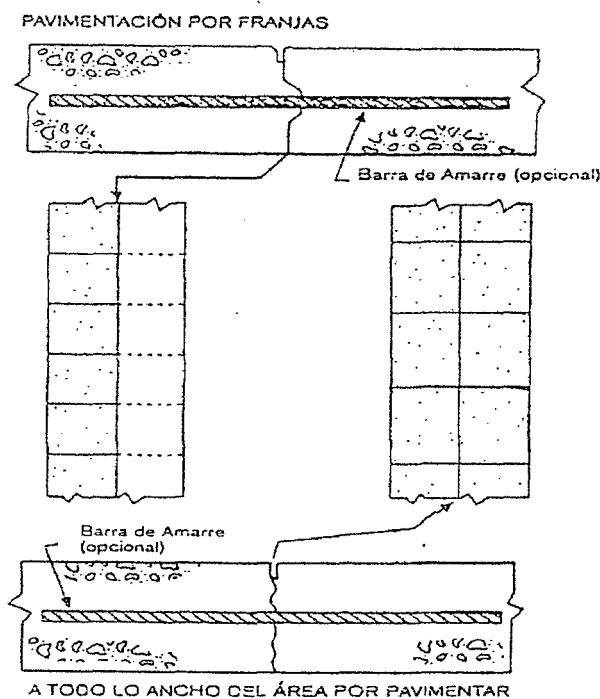 PAVIMENTACIÓN POR FRANJAS
Barra de Amarre (opcional)
Barra de Amarre
(opcional)
A TODO LO ANCHO DEL ÁREA POR PAVIMENTAR